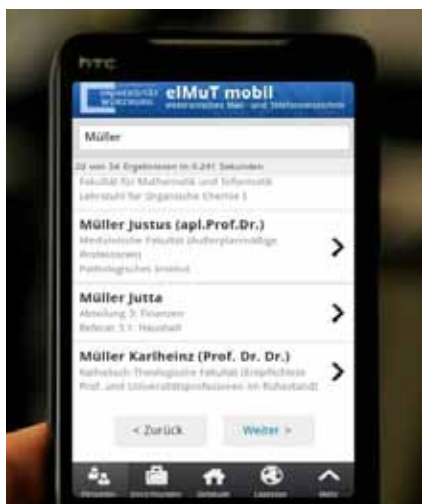 htc
UNIVERSITÄT
WÜRZBURG
elMuT mobil
elektronisches Mail- und Telefonverzeichnis
Müller
22 von 34 Ergebnissen in 0.241 Sekunden
Fakultät für Mathematik und Informatik
Lehrstuhl für Organische Chemie I
Müller Justus (apl.Prof.Dr.)
Medizinische Fakultät (Außerplanmäßige
Professoren)
Pathologisches Institut
Müller Jutta
Abteilung 3: Finanzen
Referat 3.1: Haushalt
Müller Karlheinz (Prof. Dr. Dr.)
Katholisch-Theologische Fakultät (Entpflichtete
Prof. und Universitätsprofessoren im Ruhestand)
< Zurück
Weiter >
Personen Einrichtungen Gebäude Lageplan Mehr